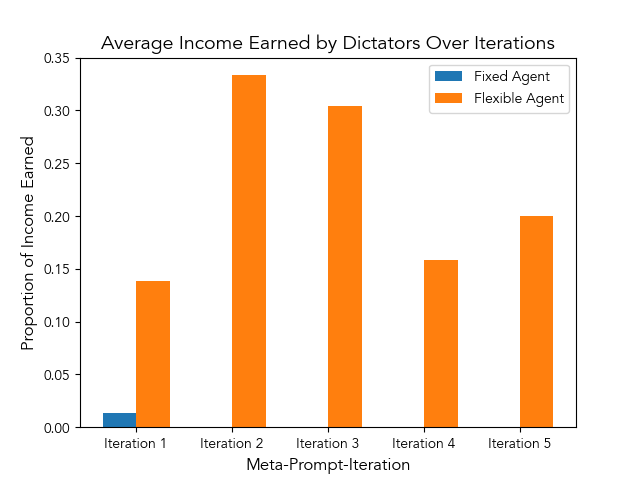 Average Income Earned by Dictators Over Iterations
Fixed Agent
Flexible Agent
Proportion of Income Earned
0.35
0.30
0.25
0.20
0.15
0.10
0.05
0.00
Iteration 1 Iteration 2 Iteration 3 Iteration 4 Iteration 5
Meta-Prompt-Iteration